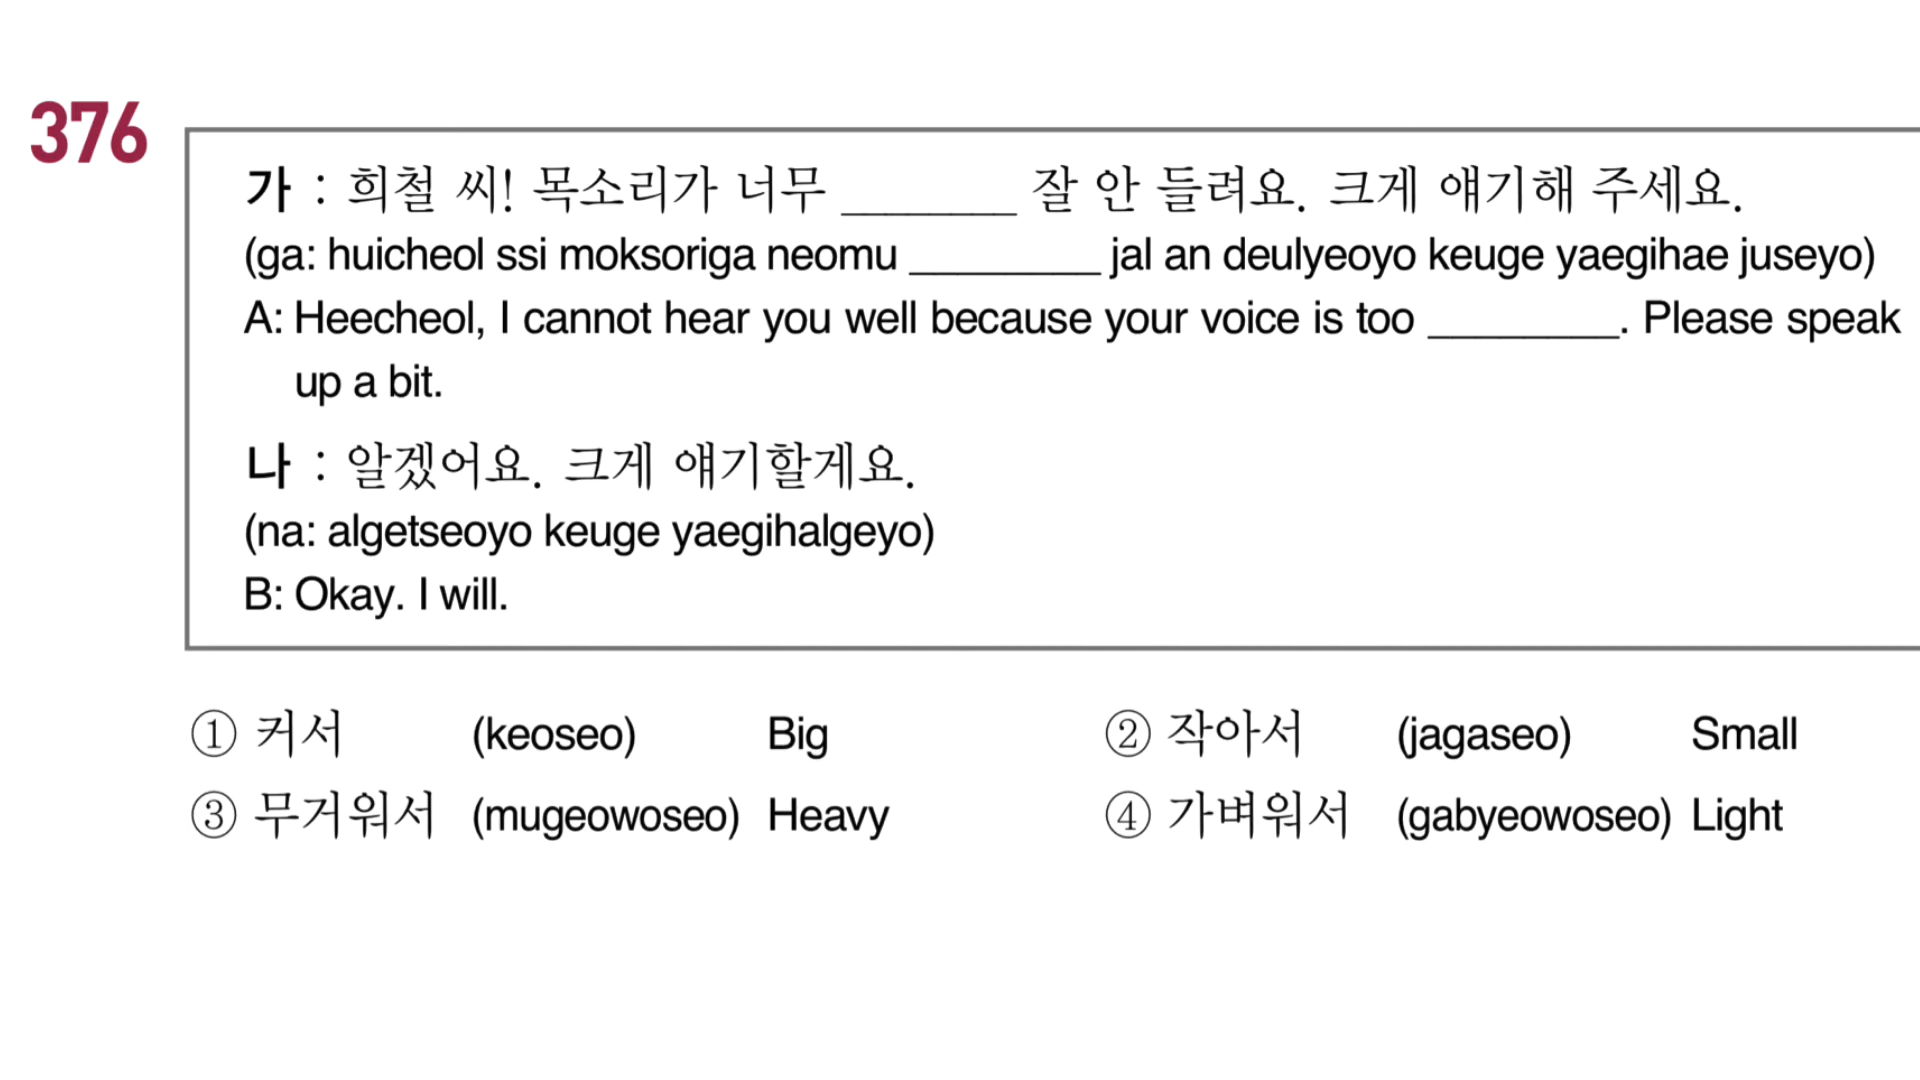 376
가 : 희철 씨! 목소리가 너무 ________ 잘 안 들려요. 크게 얘기해 주세요.
(ga: huicheol ssi moksoriga neomu ________ jal an deulyeoyo keuge yaegihae juseyo)
A: Heecheol, I cannot hear you well because your voice is too ________. Please speak
up a bit.
나 : 알겠어요. 크게 얘기할게요.
(na: algetseoyo keuge yaegihalgeyo)
B: Okay. I will.
① 커서 (keoseo) Big ② 작아서 (jagaseo) Small
③ 무거워서 (mugeowoseo) Heavy ④ 가벼워서 (gabyeowoseo) Light